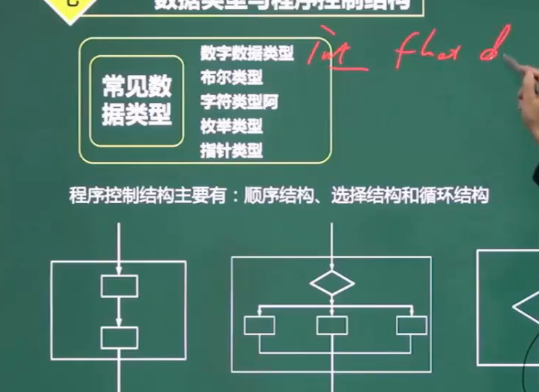 七
数据类型与程序控制结构
常见数据类型
数字数据类型 int float d
布尔类型
字符类型阿
枚举类型
指针类型
程序控制结构主要有：顺序结构、选择结构和循环结构